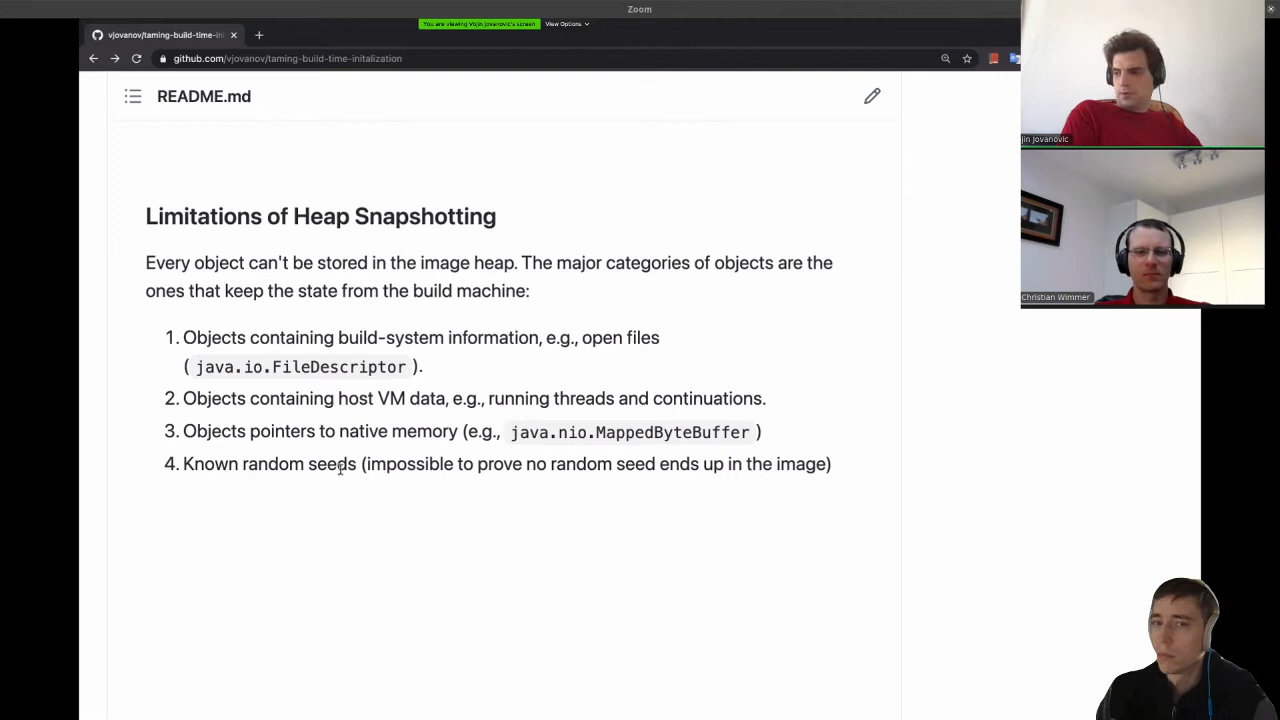 Zoom
You are viewing Vojin Jovanovic's screen
View Options
vjovanov/taming-build-time-ini
github.com/vjovanov/taming-build-time-initalization
README.md
Limitations of Heap Snapshotting
Every object can't be stored in the image heap. The major categories of objects are the
ones that keep the state from the build machine:
1. Objects containing build-system information, e.g., open files
( java.io.FileDescriptor ).
2. Objects containing host VM data, e.g., running threads and continuations.
3. Objects pointers to native memory (e.g., java.nio.MappedByteBuffer )
4. Known random seeds (impossible to prove no random seed ends up in the image)
jin Jovanovic
Christian Wimmer